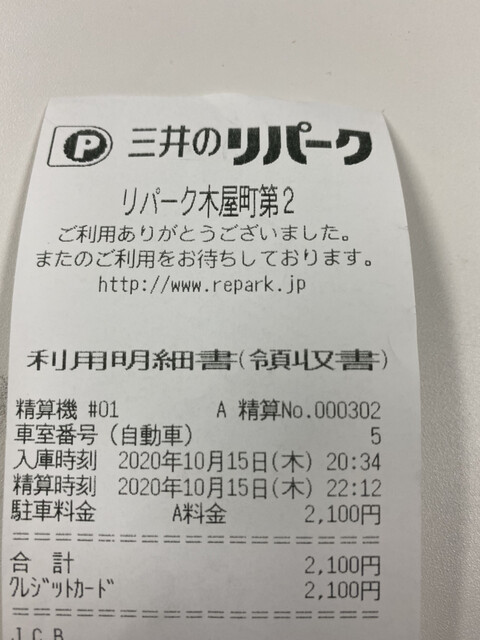 P 三井のリパーク
リパーク木屋町第2
ご利用ありがとうございました。
またのご利用をお待ちしております。
http://www.repark.jp
利用明細書(領収書)
精算機 #01 A 精算No.000302
車室番号(自動車) 5
入庫時刻 2020年10月15日(木) 20:34
精算時刻 2020年10月15日(木) 22:12
駐車料金 A料金 2,100円
==========================
合 計 2,100円
クレジットカード 2,100円
==========================
JCB